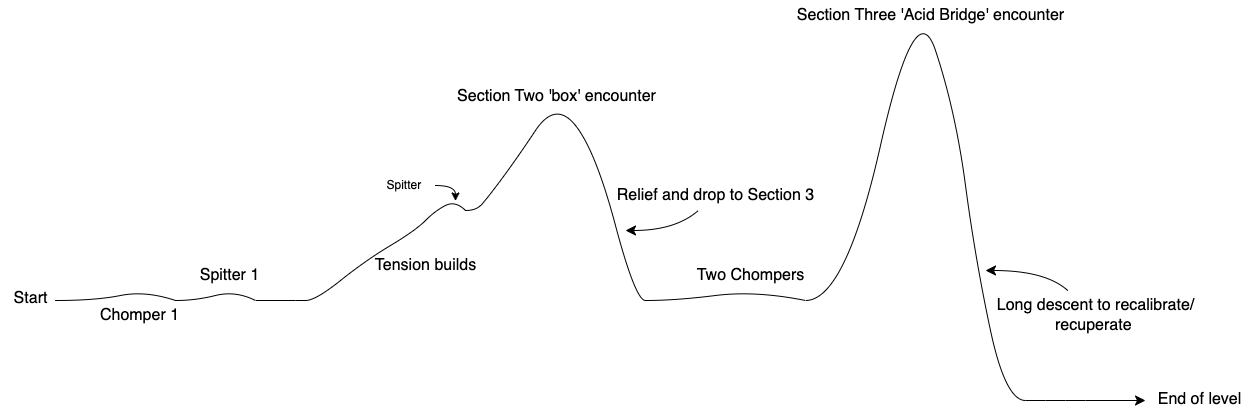 Section Three 'Acid Bridge' encounter
Section Two 'box' encounter
Spitter
Relief and drop to Section 3
Tension builds
Spitter 1
Two Chompers
Start
Chomper 1
Long descent to recalibrate/
recuperate
End of level